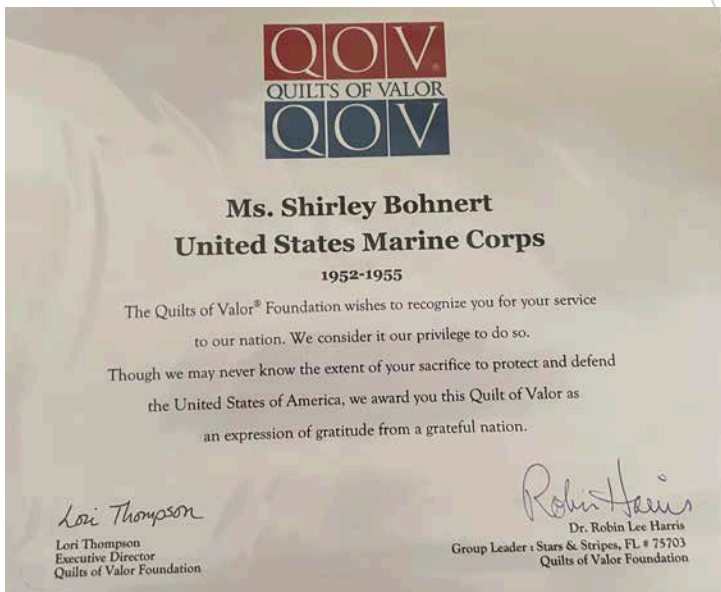 QOV®
QUILTS OF VALOR
QOV
Ms. Shirley Bohnert
United States Marine Corps
1952-1955
The Quilts of Valor® Foundation wishes to recognize you for your service
to our nation. We consider it our privilege to do so.
Though we may never know the extent of your sacrifice to protect and defend
the United States of America, we award you this Quilt of Valor as
an expression of gratitude from a grateful nation.
Lori Thompson
Lori Thompson
Executive Director
Quilts of Valor Foundation
Robin Harris
Dr. Robin Lee Harris
Group Leader : Stars & Stripes, FL # 75703
Quilts of Valor Foundation